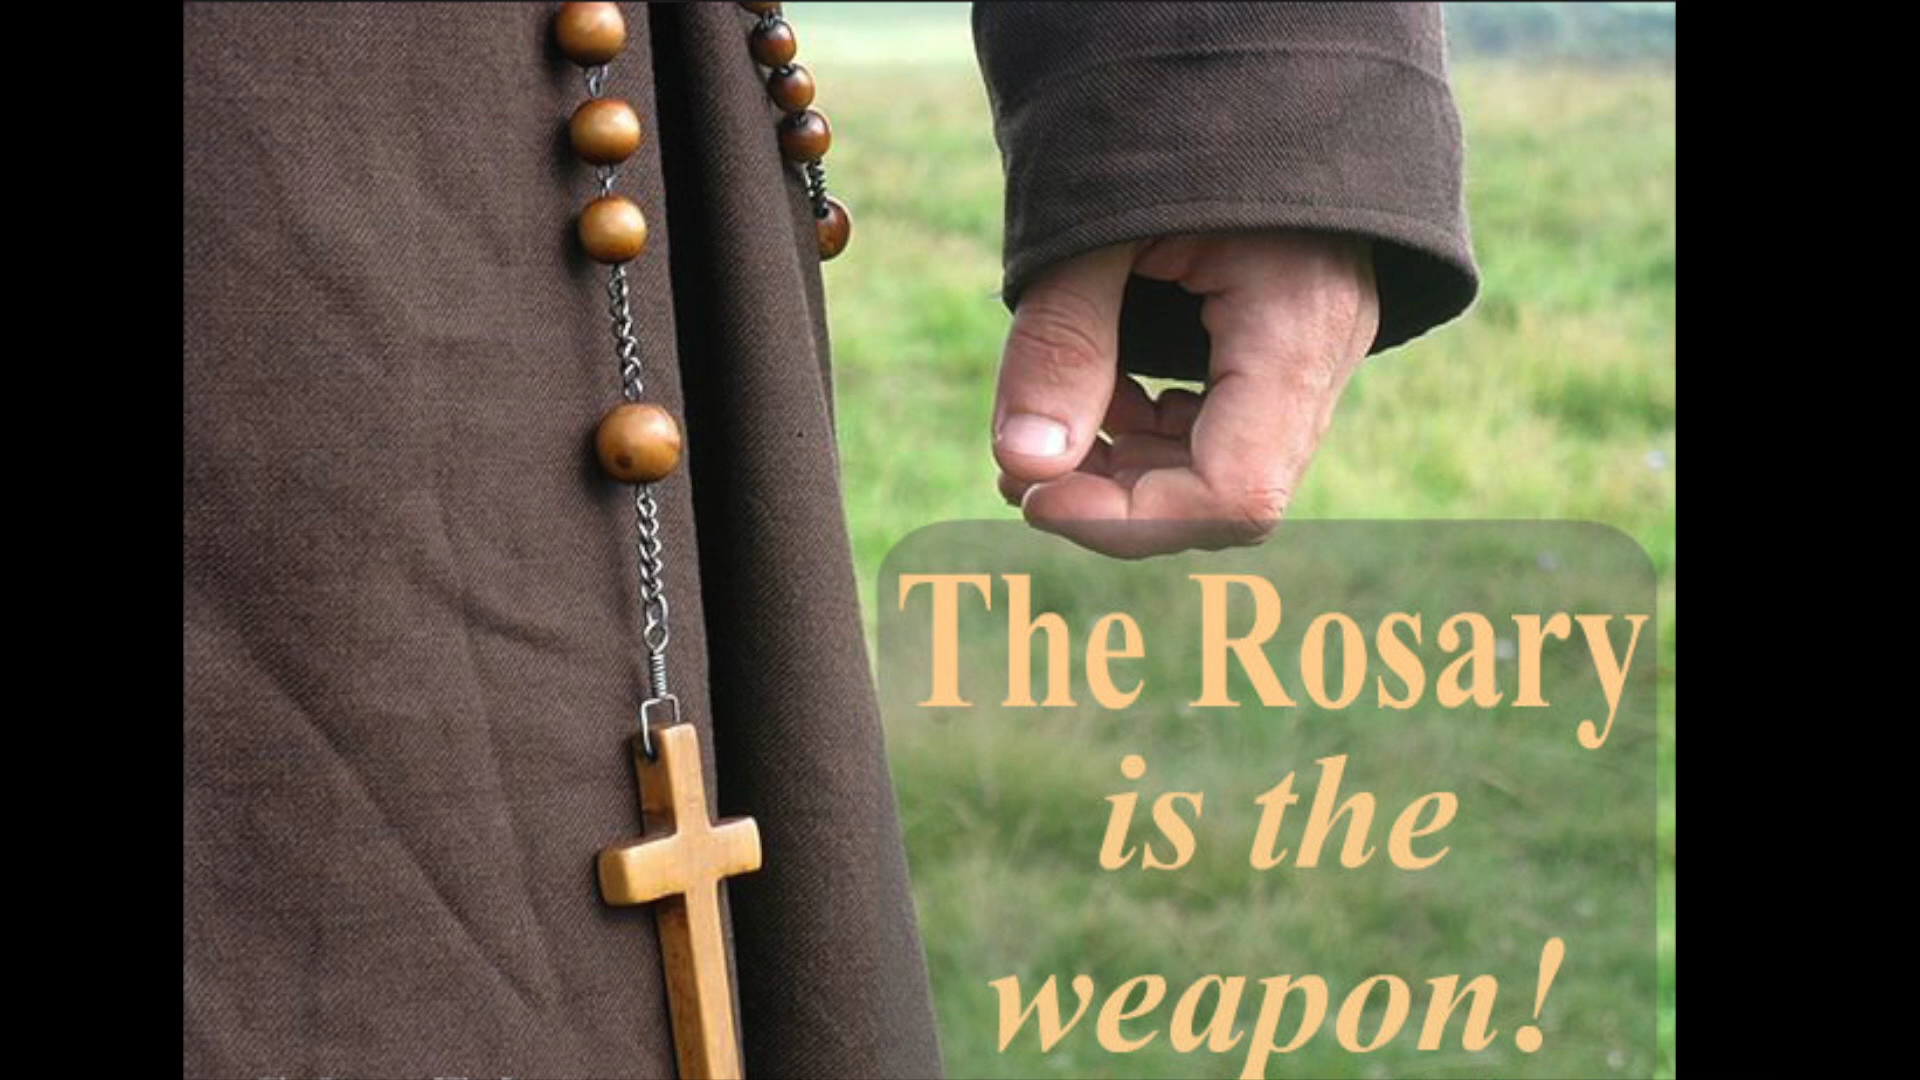 The Rosary
is the
weapon!